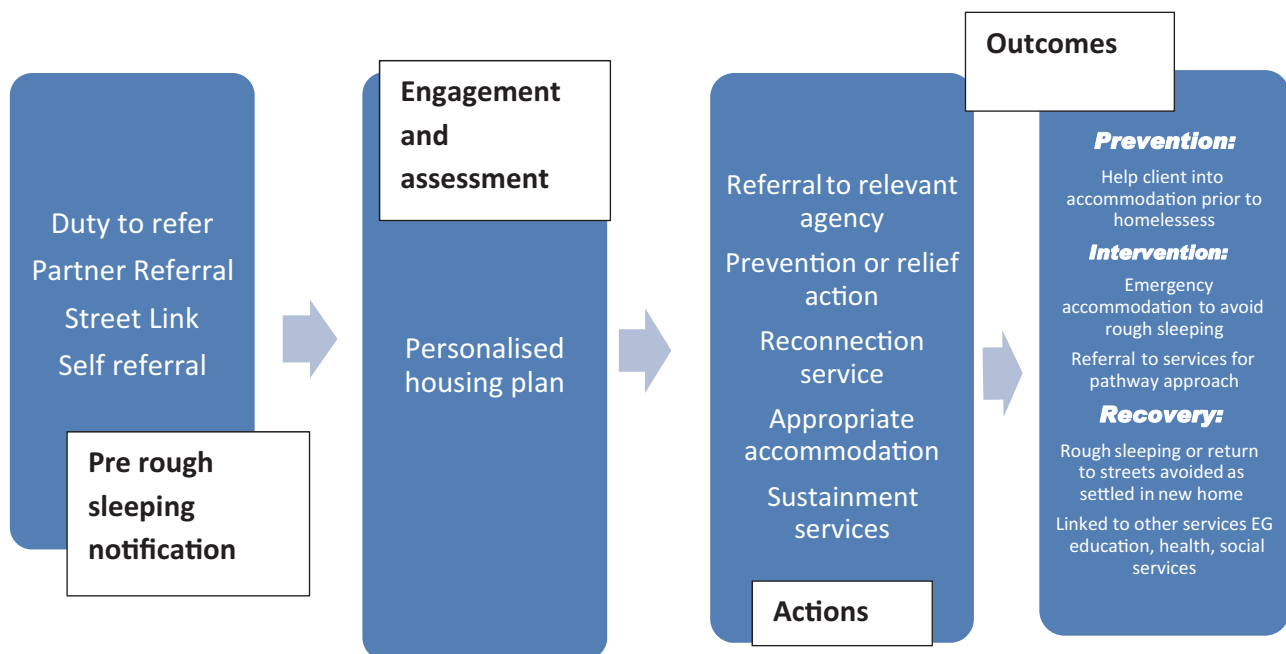 Duty to refer
Partner Referral
Street Link
Self referral
Pre rough
sleeping
notification
Engagement
and
assessment
Personalised
housing plan
Referral to relevant
agency
Prevention or relief
action
Reconnection
service
Appropriate
accommodation
Sustainment
services
Actions
Outcomes
Prevention:
Help client into
accommodation prior to
homelessess
Intervention:
Emergency
accommodation to avoid
rough sleeping
Referral to services for
pathway approach
Recovery:
Rough sleeping or return
to streets avoided as
settled in new home
Linked to other services EG
education, health, social
services